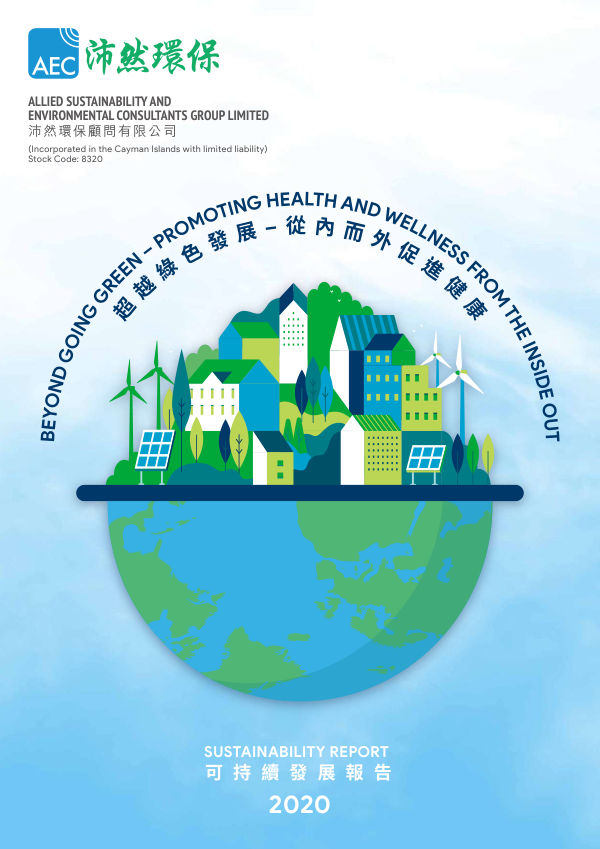 AEC 沛然環保
ALLIED SUSTAINABILITY AND
ENVIRONMENTAL CONSULTANTS GROUP LIMITED
沛然環保顧問有限公司
(Incorporated in the Cayman Islands with limited liability)
Stock Code: 8320
BEYOND GOING GREEN – PROMOTING HEALTH AND WELLNESS FROM THE INSIDE OUT
超越綠色發展 – 從內而外促進健康
SUSTAINABILITY REPORT
可持續發展報告
2020